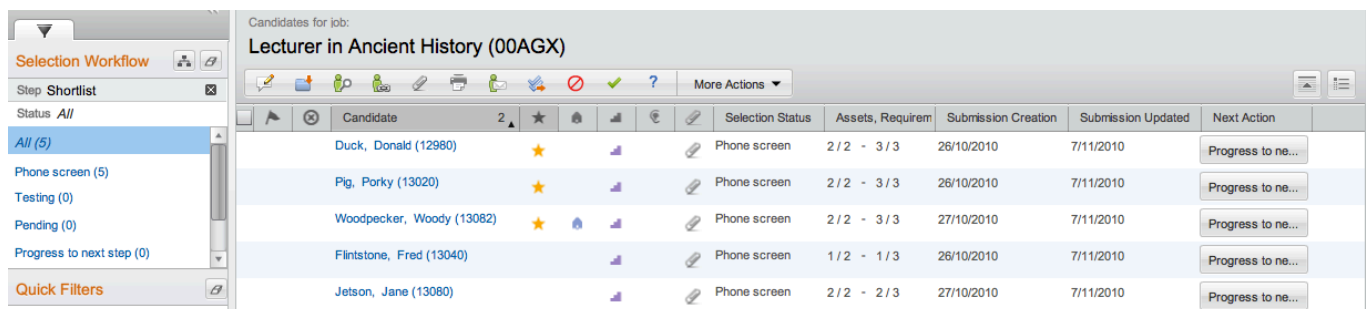 Candidates for job:
Lecturer in Ancient History (00AGX)
Selection Workflow
Step Shortlist
Status All
All (5)
Phone screen (5)
Testing (0)
Pending (0)
Progress to next step (0)
Quick Filters
? More Actions
Candidate 2 Selection Status Assets, Requirem Submission Creation Submission Updated Next Action
Duck, Donald (12980) Phone screen 2 / 2 - 3 / 3 26/10/2010 7/11/2010 Progress to ne...
Pig, Porky (13020) Phone screen 2 / 2 - 3 / 3 26/10/2010 7/11/2010 Progress to ne...
Woodpecker, Woody (13082) Phone screen 2 / 2 - 3 / 3 27/10/2010 7/11/2010 Progress to ne...
Flintstone, Fred (13040) Phone screen 1 / 2 - 1 / 3 26/10/2010 7/11/2010 Progress to ne...
Jetson, Jane (13080) Phone screen 2 / 2 - 2 / 3 27/10/2010 7/11/2010 Progress to ne...